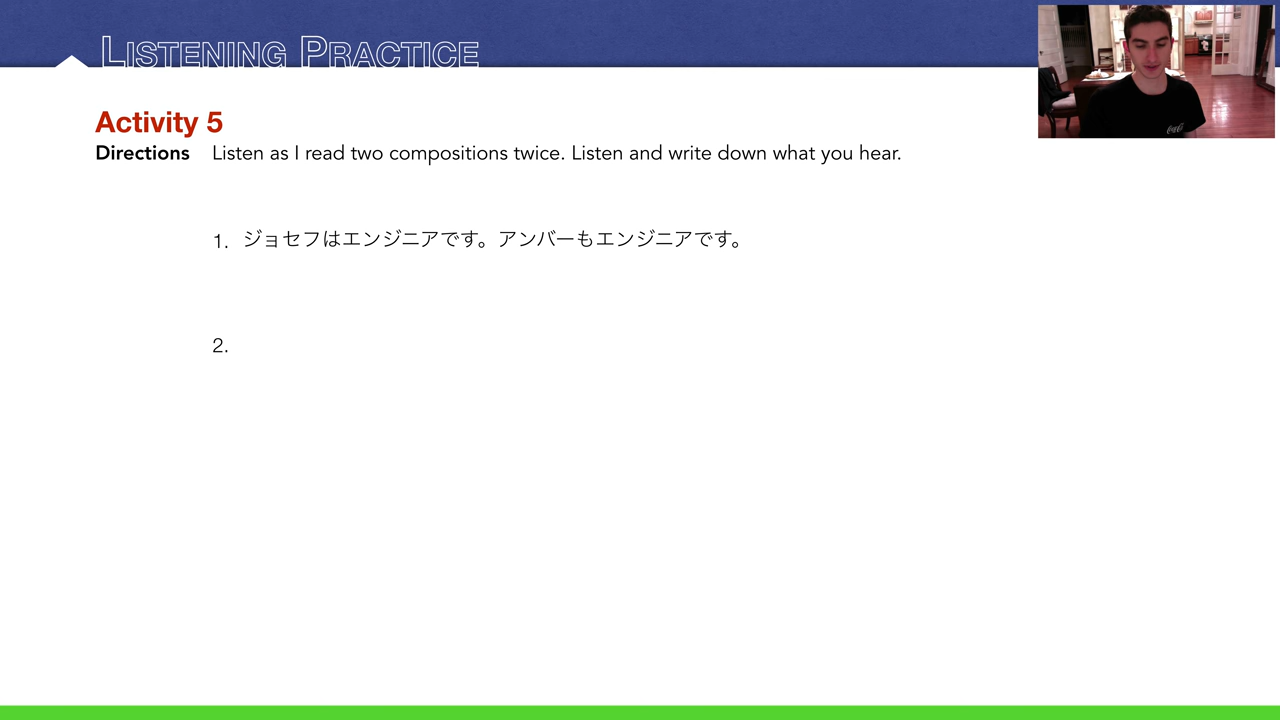 LISTENING PRACTICE
Activity 5
Directions Listen as I read two compositions twice. Listen and write down what you hear.
1. ジョセフはエンジニアです。アンバーもエンジニアです。
2.